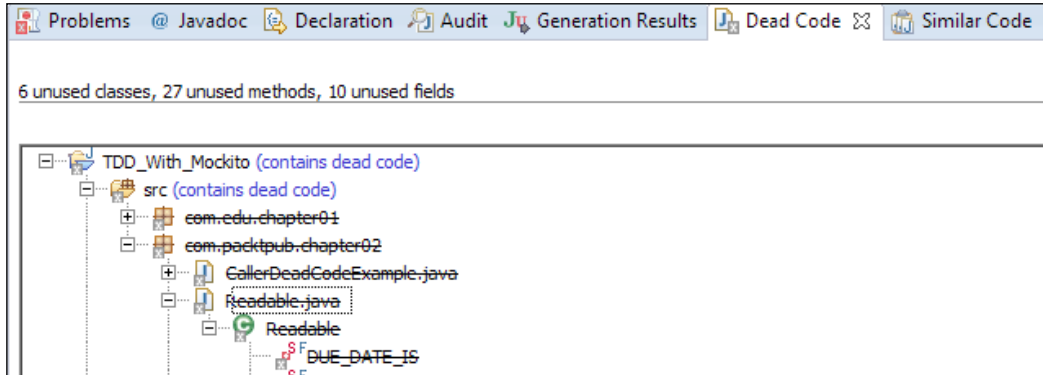 Problems @ Javadoc Declaration Audit Generation Results Dead Code Similar Code
6 unused classes, 27 unused methods, 10 unused fields
TDD_With_Mockito (contains dead code)
src (contains dead code)
com.edu.chapter01
com.packtpub.chapter02
CallerDeadCodeExample.java
Readable.java
Readable
DUE_DATE_IS